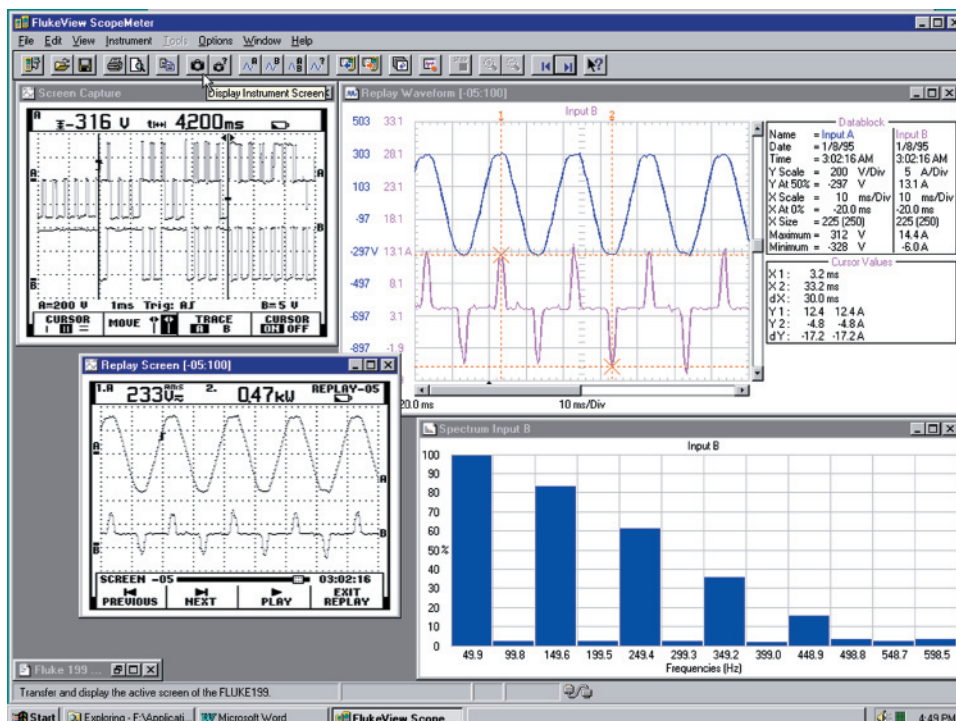 FlukeView ScopeMeter
File Edit View Instrument Tools Options Window Help
Display Instrument Screen
Screen Capture
A
-316 V 4.200ms
A
B
A=200 V 1ms Trig: A B=5 V
CURSOR MOVE TRACE CURSOR
A B ON OFF
Replay Waveform [-05:100]
Input B
1 2
503 33.1
303 28.1
103 23.1
-97 18.1
-297 V 13.1 A
-497 8.1
-697 3.1
-897 -1.9
20.0 ms 10 ms/Div
Datablock
Name = Input A Input B
Date = 1/8/95 1/8/95
Time = 3:02:16 AM 3:02:16 AM
Y Scale = 200 V/Div 5 A/Div
Y At 50% = -297 V 13.1 A
X Scale = 10 ms/Div 10 ms/Div
X At 0% = -20.0 ms -20.0 ms
X Size = 225 (250) 225 (250)
Maximum = 312 V 14.4 A
Minimum = -328 V -6.0 A
Cursor Values
X 1 : 3.2 ms
X 2 : 33.2 ms
dX : 30.0 ms
Y 1 : 12.4 12.4 A
Y 2 : -4.8 -4.8 A
dY : -17.2 -17.2 A
Replay Screen [-05:100]
1.A 233V RMS 2. 0.47kW REPLAY-05
A
A
B
B
SCREEN -05 03:02:16
PREVIOUS NEXT PLAY EXIT REPLAY
Spectrum Input B
Input B
100
90
80
70
60
50 %
40
30
20
10
0
49.9 99.8 149.6 199.5 249.4 299.3 349.2 399.0 448.9 498.8 548.7 598.5
Frequencies (Hz)
Fluke 199 ...
Transfer and display the active screen of the FLUKE199.
Start Exploring - F:\Applicati... Microsoft Word FlukeView Scope 4:49 PM